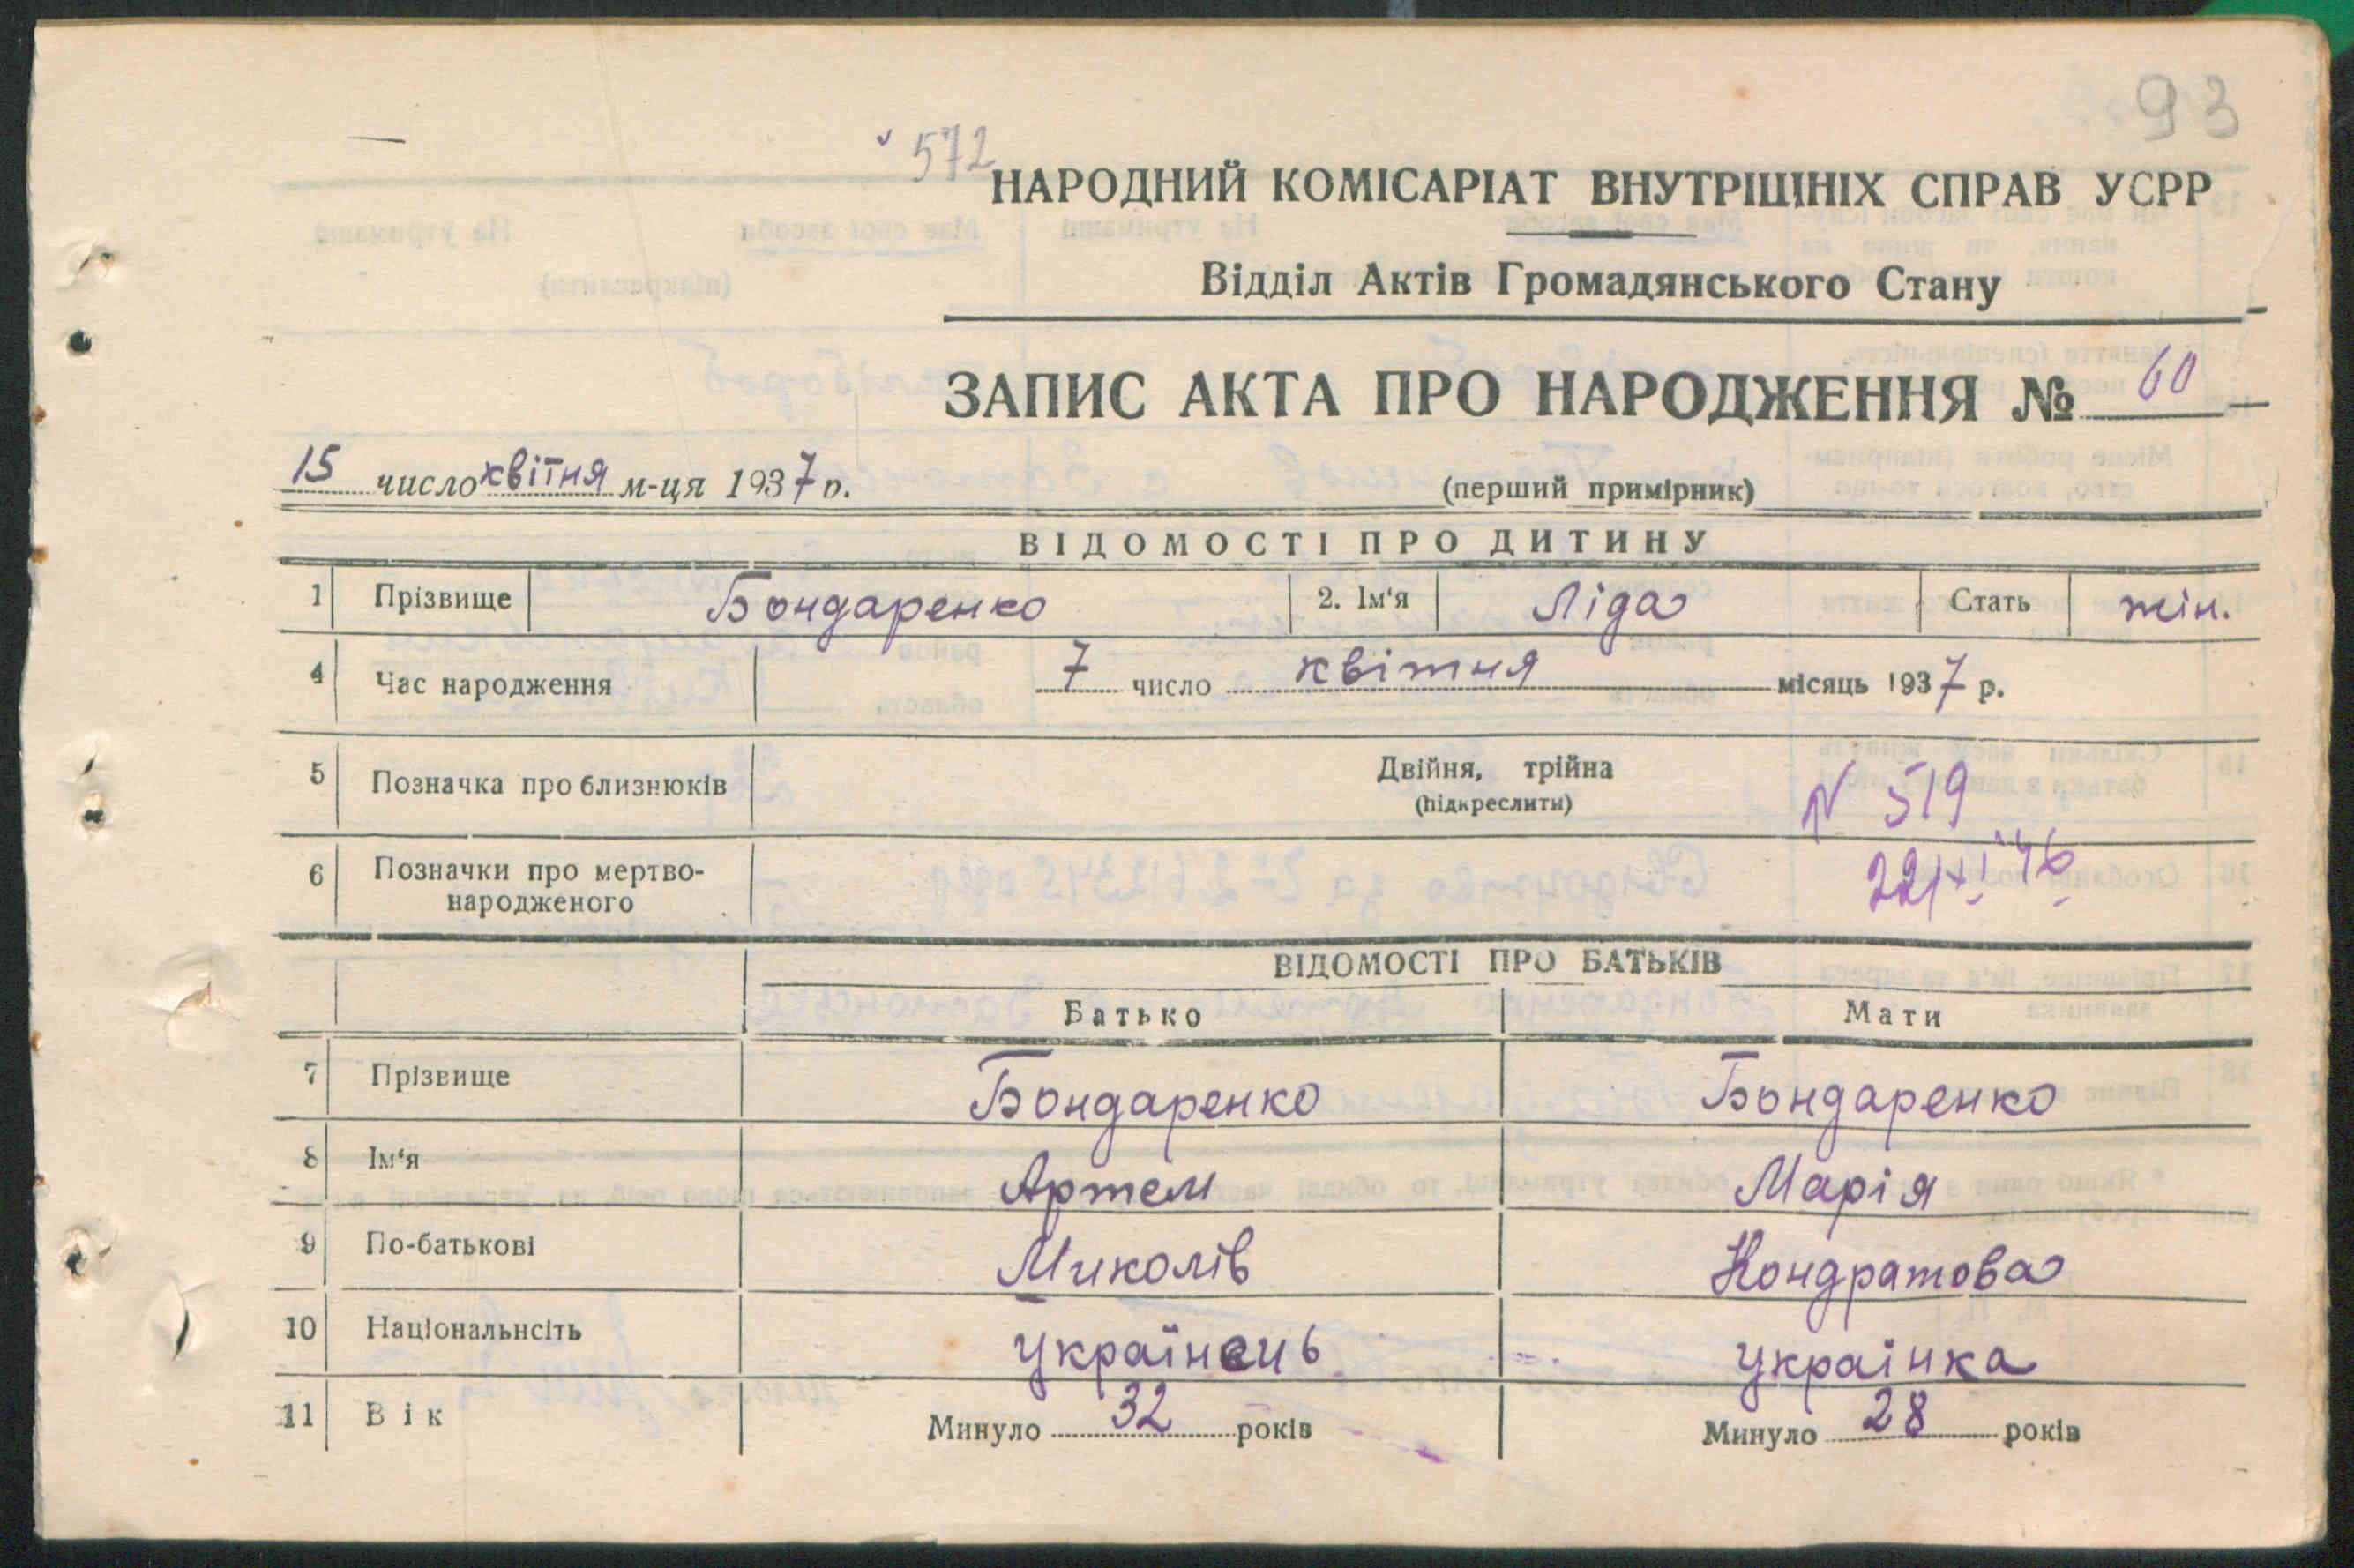 93
572
НАРОДНИЙ КОМІСАРІАТ ВНУТРІШНІХ СПРАВ УСРР
Відділ Актів Громадянського Стану
ЗАПИС АКТА ПРО НАРОДЖЕННЯ № 60
15 число квітня м-ця 1937 р.
(перший примірник)
ВІДОМОСТІ ПРО ДИТИНУ
1 Прізвище Бондаренко 2. Ім'я Ліда Стать жін.
4 Час народження 7 число квітня місяць 1937 р.
5 Позначка про близнюків Двійня, трійна
(підкреслити)
N 519
6 Позначки про мертво-
народженого
ВІДОМОСТІ ПРО БАТЬКІВ
Батько Мати
7 Прізвище Бондаренко Бондаренко
8 Ім'я Артем Марія
9 По-батькові Миколів Кондратова
10 Національнсіть українець українка
11 Вік Минуло 32 років Минуло 28 років